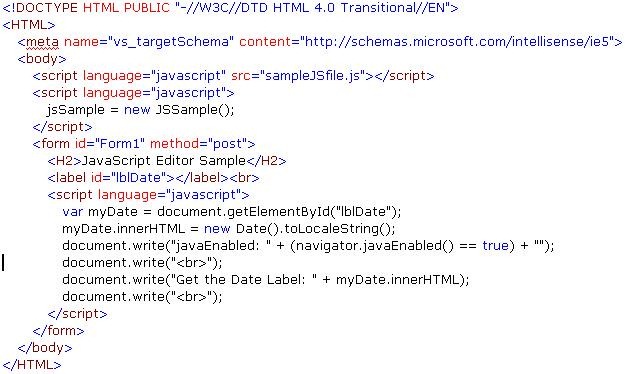 <!DOCTYPE HTML PUBLIC "-//W3C//DTD HTML 4.0 Transitional//EN">
<HTML>
<meta name="vs_targetSchema" content="http://schemas.microsoft.com/intellisense/ie5">
<body>
<script language="javascript" src="sampleJSfile.js"></script>
<script language="javascript">
jsSample = new JSSample();
</script>
<form id="Form1" method="post">
<H2>JavaScript Editor Sample</H2>
<label id="lblDate"></label><br>
<script language="javascript">
var myDate = document.getElementById("lblDate");
myDate.innerHTML = new Date().toLocaleString();
document.write("javaEnabled: " + (navigator.javaEnabled() == true) + "");
document.write("<br>");
document.write("Get the Date Label: " + myDate.innerHTML);
document.write("<br>");
</script>
</form>
</body>
</HTML>